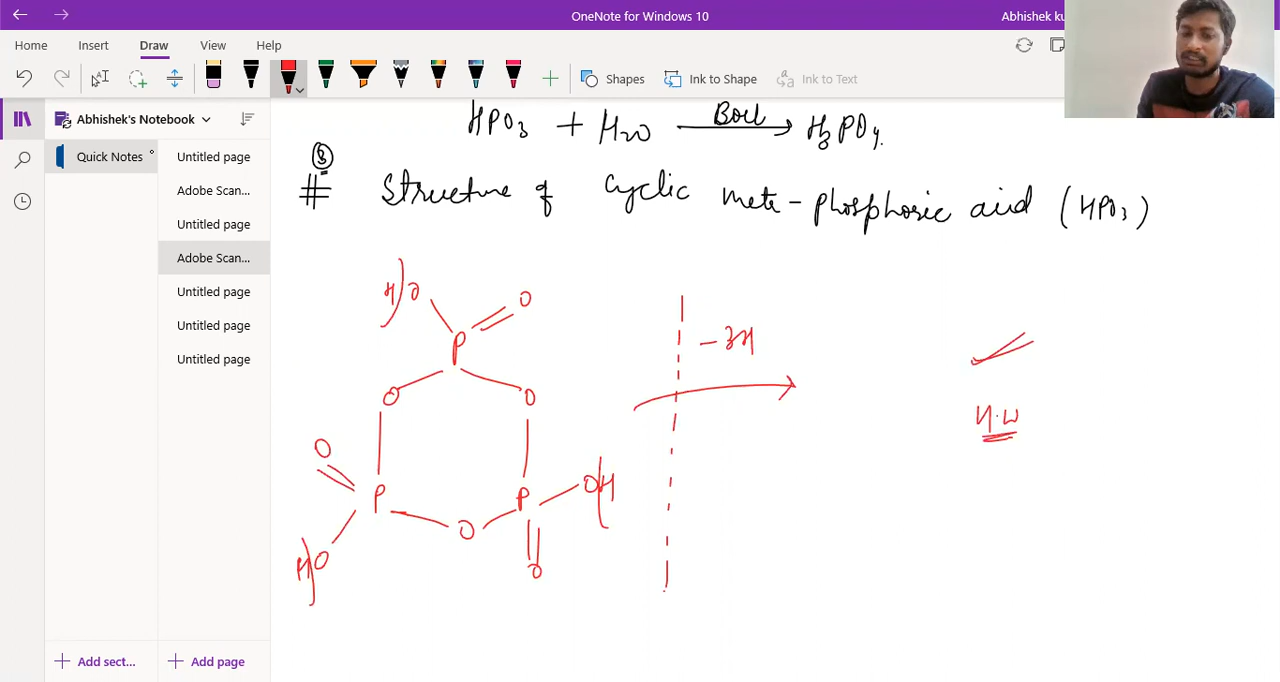 OneNote for Windows 10
Abhishek ku
Home Insert Draw View Help
Shapes Ink to Shape Ink to Text
Abhishek's Notebook
Quick Notes
Untitled page
Adobe Scan...
Untitled page
Adobe Scan...
Untitled page
Untitled page
Untitled page
Add sect...
Add page
HPO3 + H2O Boil → H3PO4.
(8)
# Structure of Cyclic meta-phosphoric acid (HPO3)
HO O
P
O O
O P P OH
O
HO O
-3H
H.W